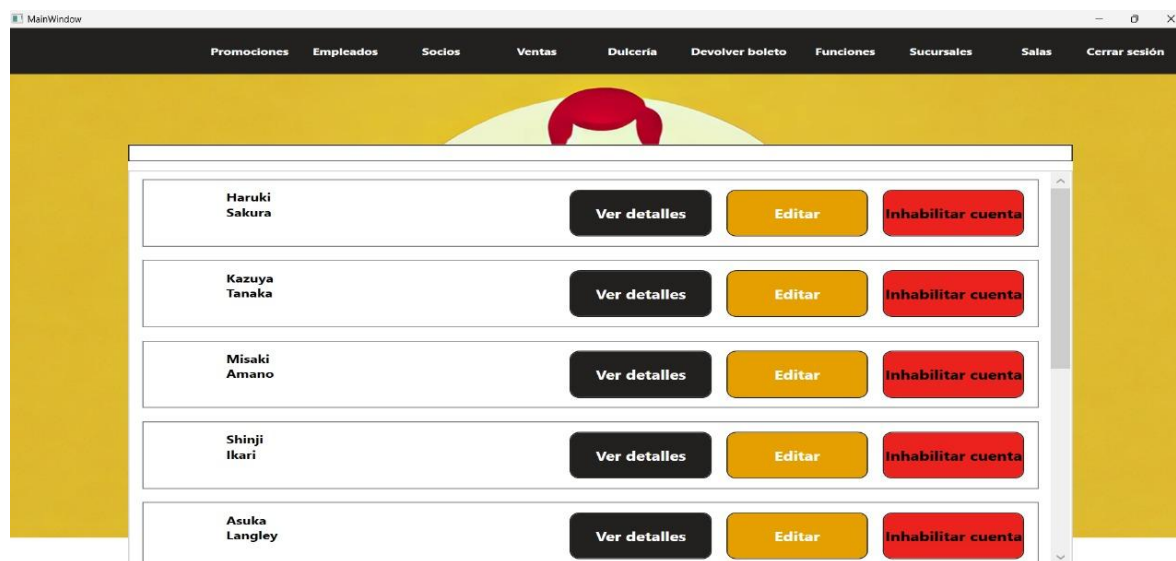 MainWindow
Promociones Empleados Socios Ventas Dulcería Devolver boleto Funciones Sucursales Salas Cerrar sesión
Haruki
Sakura
Ver detalles Editar Inhabilitar cuenta
Kazuya
Tanaka
Ver detalles Editar Inhabilitar cuenta
Misaki
Amano
Ver detalles Editar Inhabilitar cuenta
Shinji
Ikari
Ver detalles Editar Inhabilitar cuenta
Asuka
Langley
Ver detalles Editar Inhabilitar cuenta